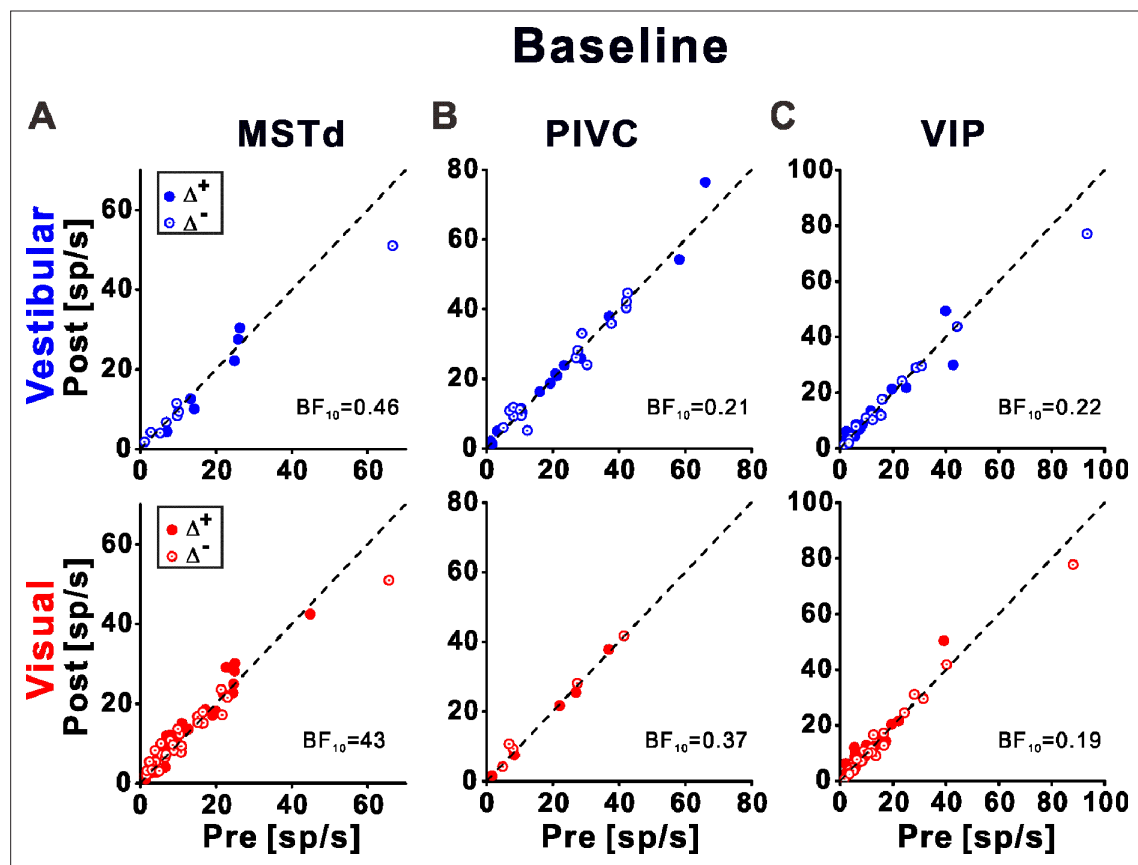 Baseline
A
MSTd
B
PIVC
C
VIP
Vestibular
Post [sp/s]
60
40
20
0
Δ+
Δ-
BF10=0.46
0
20
40
60
80
60
40
20
0
BF10=0.21
0
20
40
60
80
100
80
60
40
20
0
BF10=0.22
0
20
40
60
80
100
Visual
Post [sp/s]
60
40
20
0
Δ+
Δ-
BF10=43
0
20
40
60
Pre [sp/s]
80
60
40
20
0
BF10=0.37
0
20
40
60
80
Pre [sp/s]
100
80
60
40
20
0
BF10=0.19
0
20
40
60
80
100
Pre [sp/s]